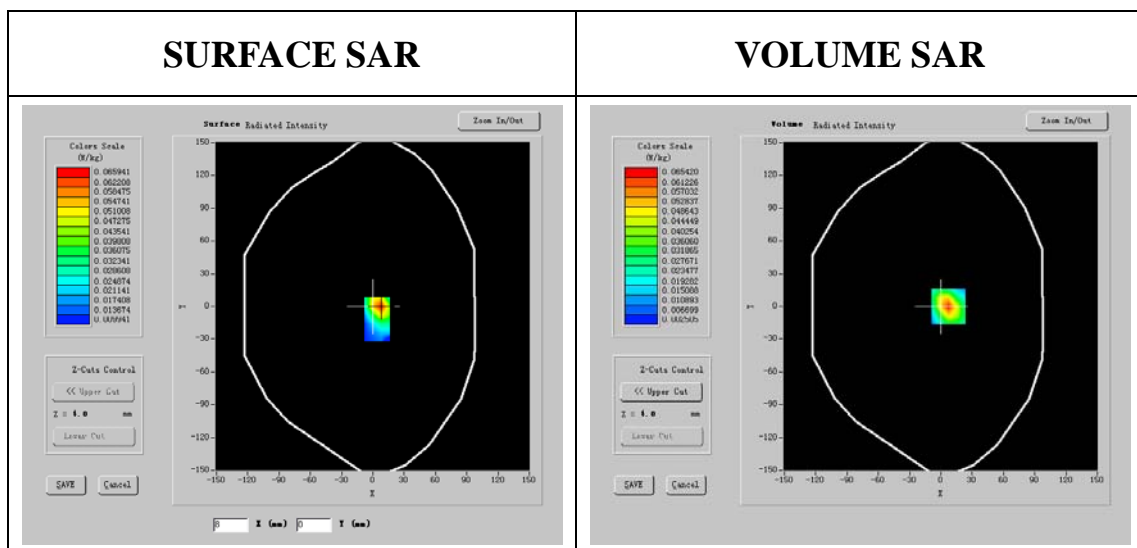 SURFACE SAR
VOLUME SAR
Surface Radiated Intensity
Zoom In/Out
Colors Scale
(W/kg)
0.065941
0.062208
0.058475
0.054741
0.051008
0.047275
0.043541
0.039808
0.036075
0.032341
0.028608
0.024874
0.021141
0.017408
0.013674
0.009941
150
120
90
60
30
0
-30
-60
-90
-120
-150
Y
-150 -120 -90 -60 -30 0 30 60 90 120 150
X
Z-Cuts Control
<< Upper Cut
Z = 4.0 mm
Lower Cut
SAVE Cancel
8 X (mm) 0 Y (mm)
Volume Radiated Intensity
Zoom In/Out
Colors Scale
(W/kg)
0.065420
0.061226
0.057032
0.052837
0.048643
0.044449
0.040254
0.036060
0.031865
0.027671
0.023477
0.019282
0.015088
0.010893
0.006699
0.002505
150
120
90
60
30
0
-30
-60
-90
-120
-150
Y
-150 -120 -90 -60 -30 0 30 60 90 120 150
X
Z-Cuts Control
<< Upper Cut
Z = 4.0 mm
Lower Cut
SAVE Cancel